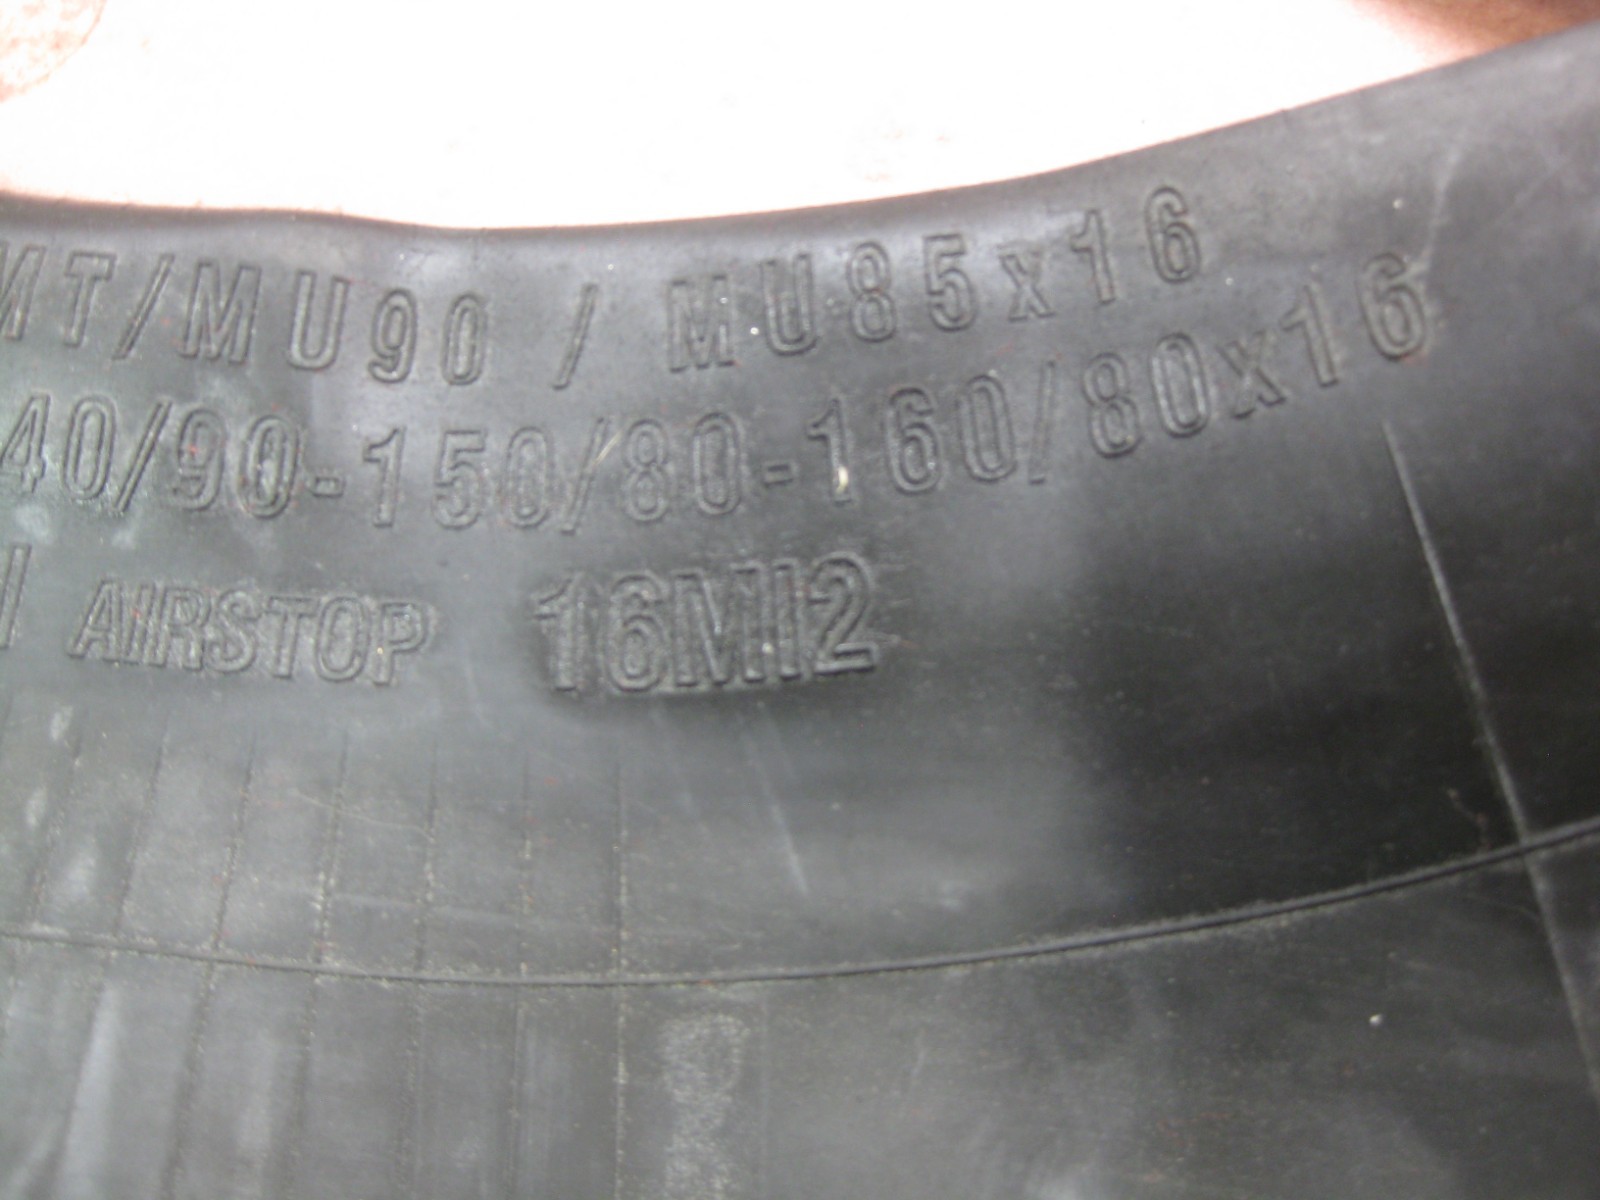 MT/MU90 / MU85x16
40/90-150/80-160/80x16
AIRSTOP 16MI2